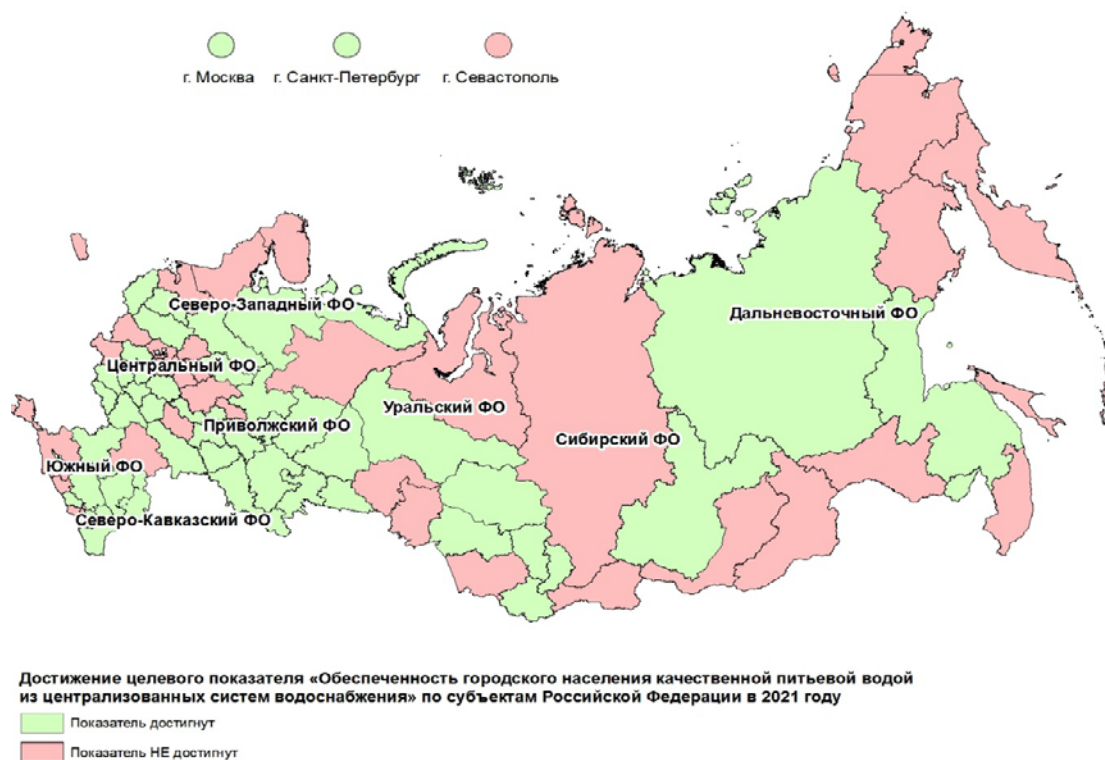 г. Москва г. Санкт-Петербург г. Севастополь
Северо-Западный ФО
Дальневосточный ФО
Центральный ФО
Уральский ФО
Приволжский ФО
Сибирский ФО
Южный ФО
Северо-Кавказский ФО
Достижение целевого показателя «Обеспеченность городского населения качественной питьевой водой
из централизованных систем водоснабжения» по субъектам Российской Федерации в 2021 году
Показатель достигнут
Показатель НЕ достигнут